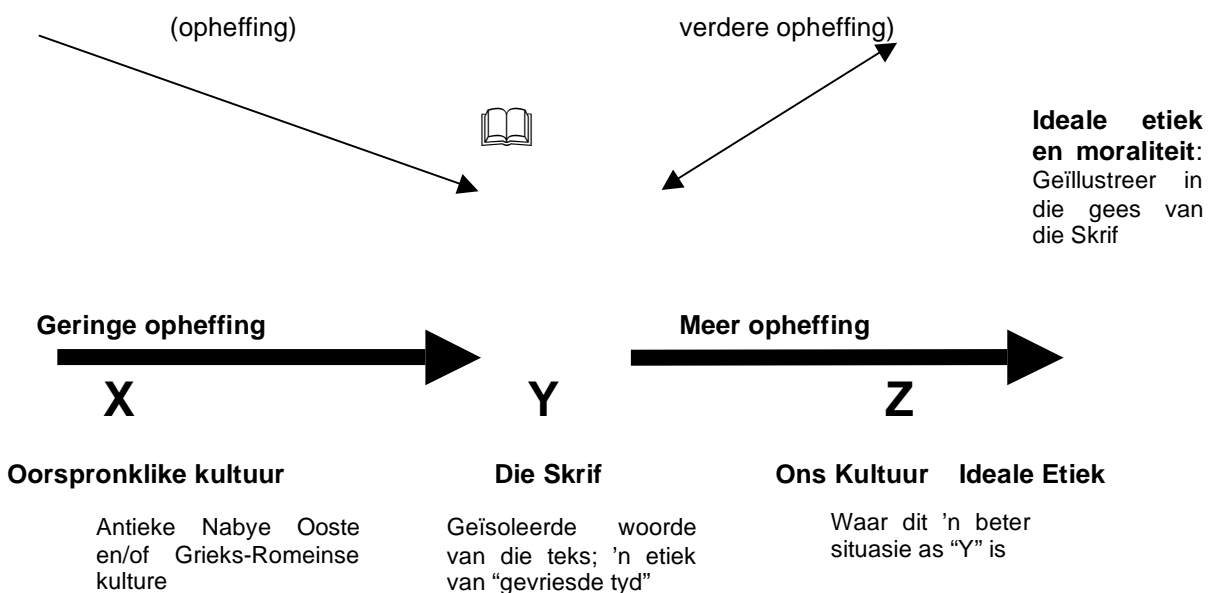 (opheffing)
verdere opheffing)
Ideale etiek
en moraliteit:
Geïllustreer in
die gees van
die Skrif
Geringe opheffing
Meer opheffing
X
Y
Z
Oorspronklike kultuur
Die Skrif
Ons Kultuur Ideale Etiek
Antieke Nabye Ooste
en/of Grieks-Romeinse
kulture
Geïsoleerde woorde
van die teks; ’n etiek
van “gevriesde tyd”
Waar dit ’n beter
situasie as “Y” is